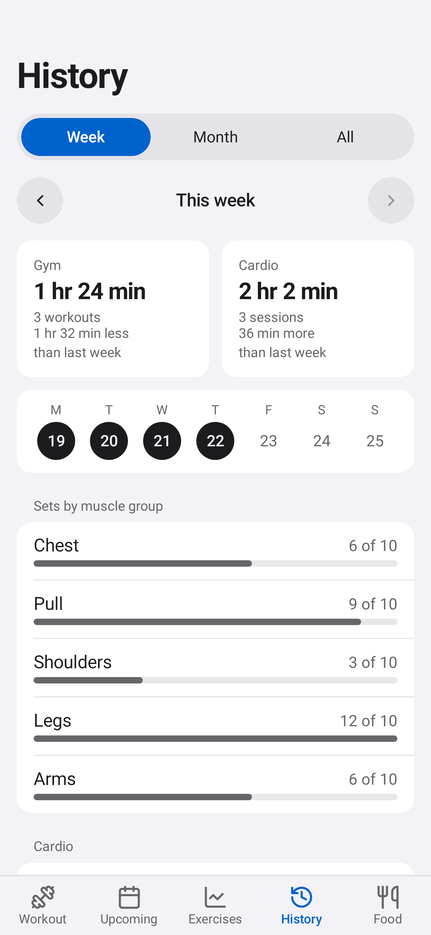 History
Week
Month
All
This week
Gym
1 hr 24 min
3 workouts
1 hr 32 min less
than last week
Cardio
2 hr 2 min
3 sessions
36 min more
than last week
M T W T F S S
19 20 21 22 23 24 25
Sets by muscle group
Chest 6 of 10
Pull 9 of 10
Shoulders 3 of 10
Legs 12 of 10
Arms 6 of 10
Cardio
Workout
Upcoming
Exercises
History
Food